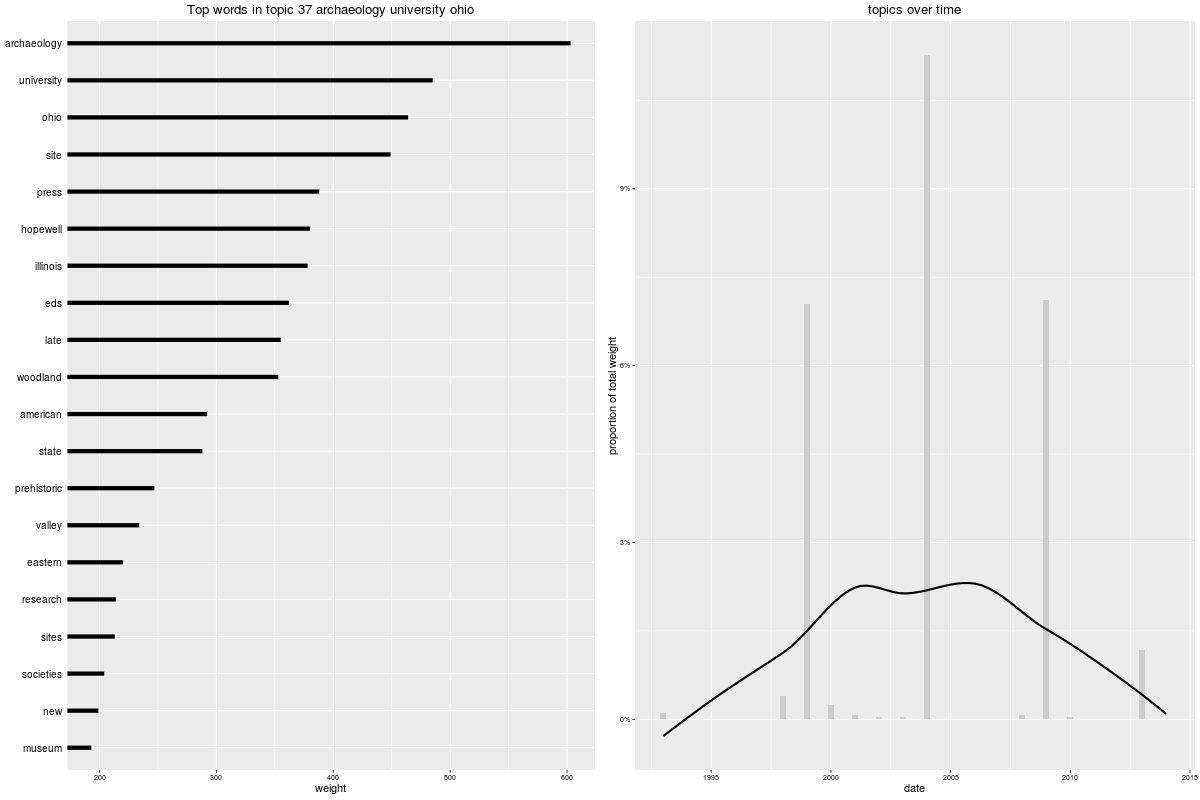 Top words in topic 37 archaeology university ohio
archaeology
university
ohio
site
press
hopewell
illinois
eds
late
woodland
american
state
prehistoric
valley
eastern
research
sites
societies
new
museum
200 300 400 500 600
weight
topics over time
proportion of total weight
9%
6%
3%
0%
1995 2000 2005 2010 2015
date